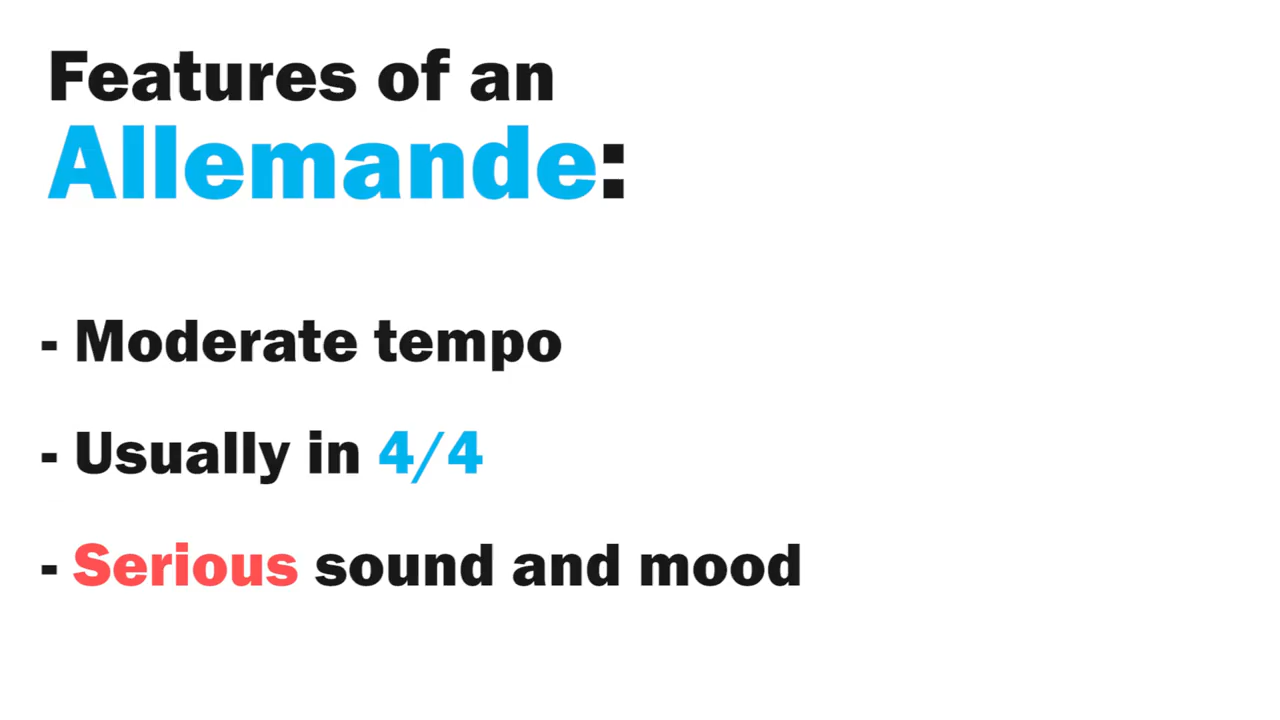 Features of an
Allemande:
- Moderate tempo
- Usually in 4/4
- Serious sound and mood